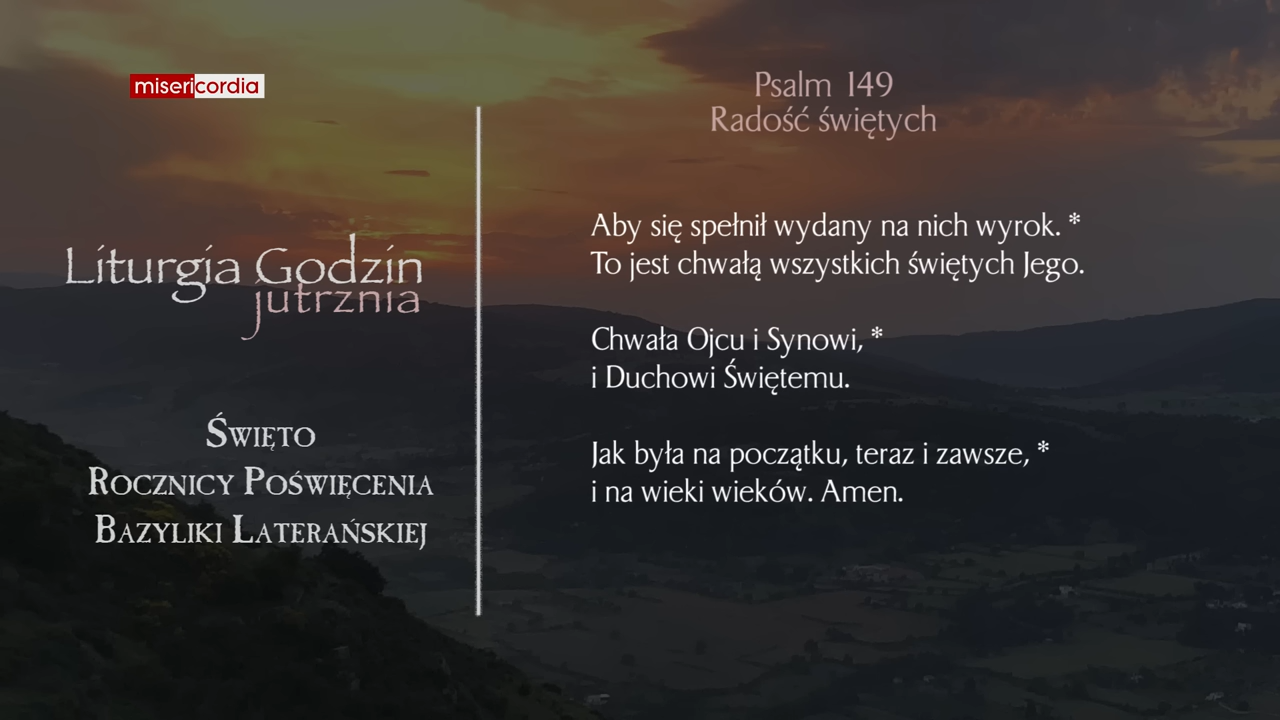 misericordia
Liturgia Godzin
jutrznia
Święto
Rocznicy Poświęcenia
Bazyliki Laterańskiej
Psalm 149
Radość świętych
Aby się spełnił wydany na nich wyrok. *
To jest chwałą wszystkich świętych Jego.
Chwała Ojcu i Synowi, *
i Duchowi Świętemu.
Jak była na początku, teraz i zawsze, *
i na wieki wieków. Amen.